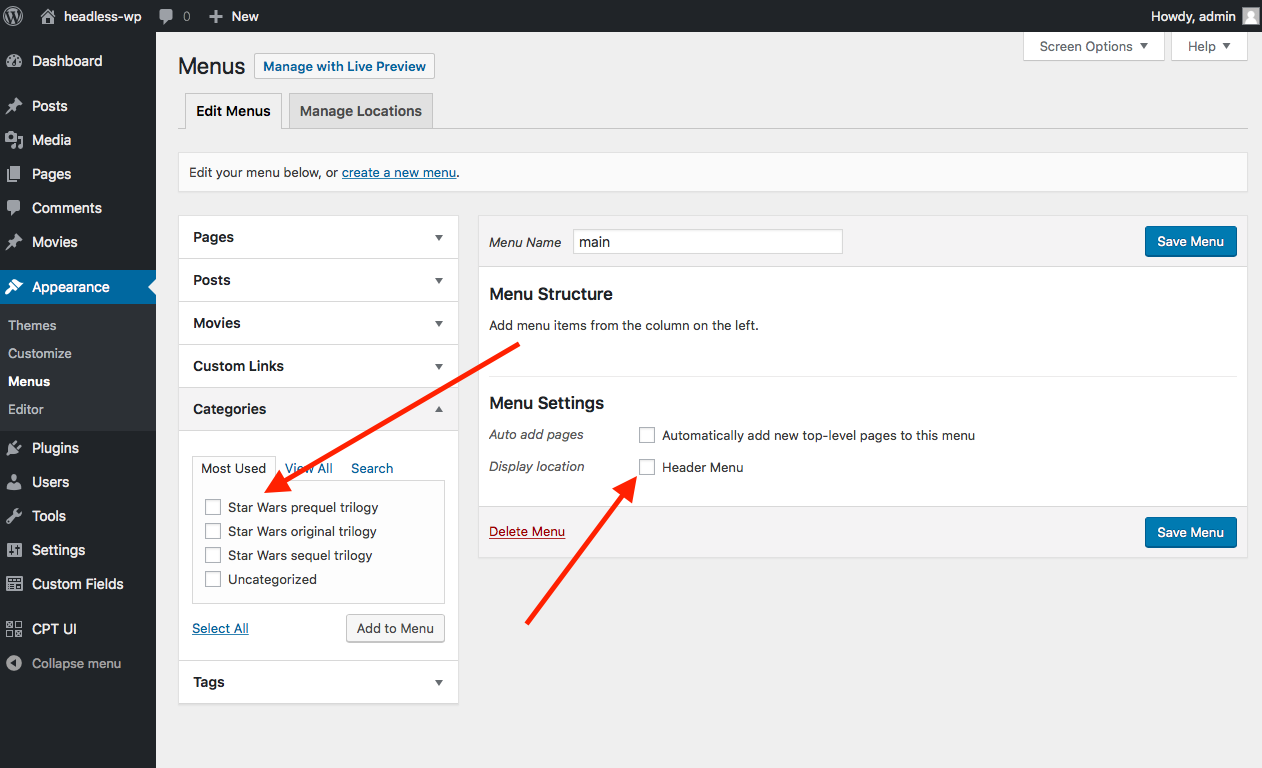 headless-wp 0 New Howdy, admin
Dashboard
Posts
Media
Pages
Comments
Movies
Appearance
Themes
Customize
Menus
Editor
Plugins
Users
Tools
Settings
Custom Fields
CPT UI
Collapse menu
Screen Options Help
Menus Manage with Live Preview
Edit Menus Manage Locations
Edit your menu below, or create a new menu.
Pages
Posts
Movies
Custom Links
Categories
Most Used View All Search
Star Wars prequel trilogy
Star Wars original trilogy
Star Wars sequel trilogy
Uncategorized
Select All Add to Menu
Tags
Menu Name main Save Menu
Menu Structure
Add menu items from the column on the left.
Menu Settings
Auto add pages Automatically add new top-level pages to this menu
Display location Header Menu
Delete Menu Save Menu